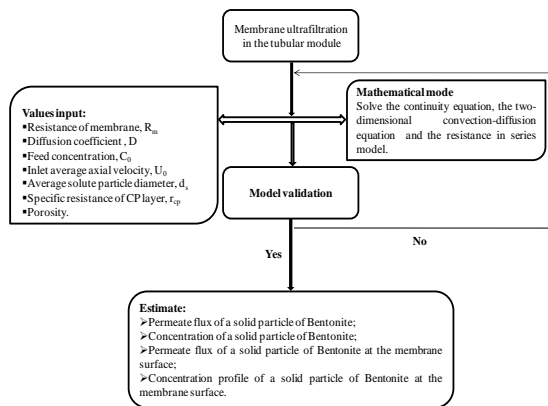 Membrane ultrafiltration
in the tubular module
Values input:
▪Resistance of membrane, Rm
▪Diffusion coefficient , D
▪Feed concentration, C0
▪Inlet average axial velocity, U0
▪Average solute particle diameter, ds
▪Specific resistance of CP layer, rcp
▪Porosity.
Mathematical mode
Solve the continuity equation, the two-
dimensional convection-diffusion
equation and the resistance in series
model.
Model validation
No
Yes
Estimate:
➢Permeate flux of a solid particle of Bentonite;
➢Concentration of a solid particle of Bentonite;
➢Permeate flux of a solid particle of Bentonite at the membrane
surface;
➢Concentration profile of a solid particle of Bentonite at the
membrane surface.